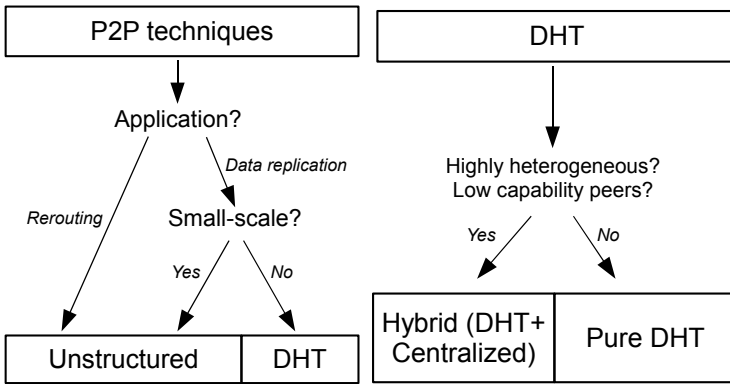 P2P techniques
Application?
Rerouting
Data replication
Small-scale?
Yes
No
Unstructured
DHT
DHT
Highly heterogeneous?
Low capability peers?
Yes
No
Hybrid (DHT+
Centralized)
Pure DHT